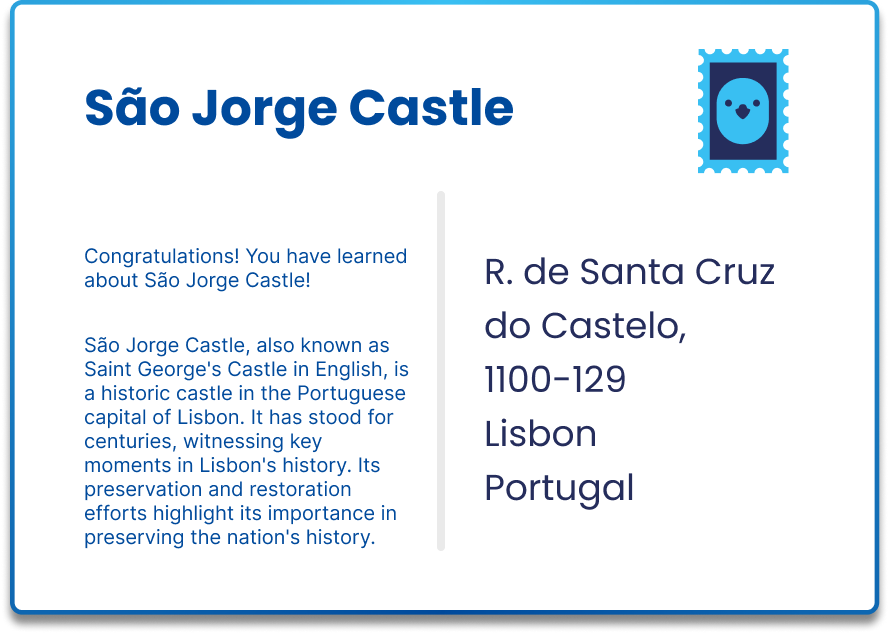 São Jorge Castle
Congratulations! You have learned
about São Jorge Castle!
São Jorge Castle, also known as
Saint George's Castle in English, is
a historic castle in the Portuguese
capital of Lisbon. It has stood for
centuries, witnessing key
moments in Lisbon's history. Its
preservation and restoration
efforts highlight its importance in
preserving the nation's history.
R. de Santa Cruz
do Castelo,
1100-129
Lisbon
Portugal